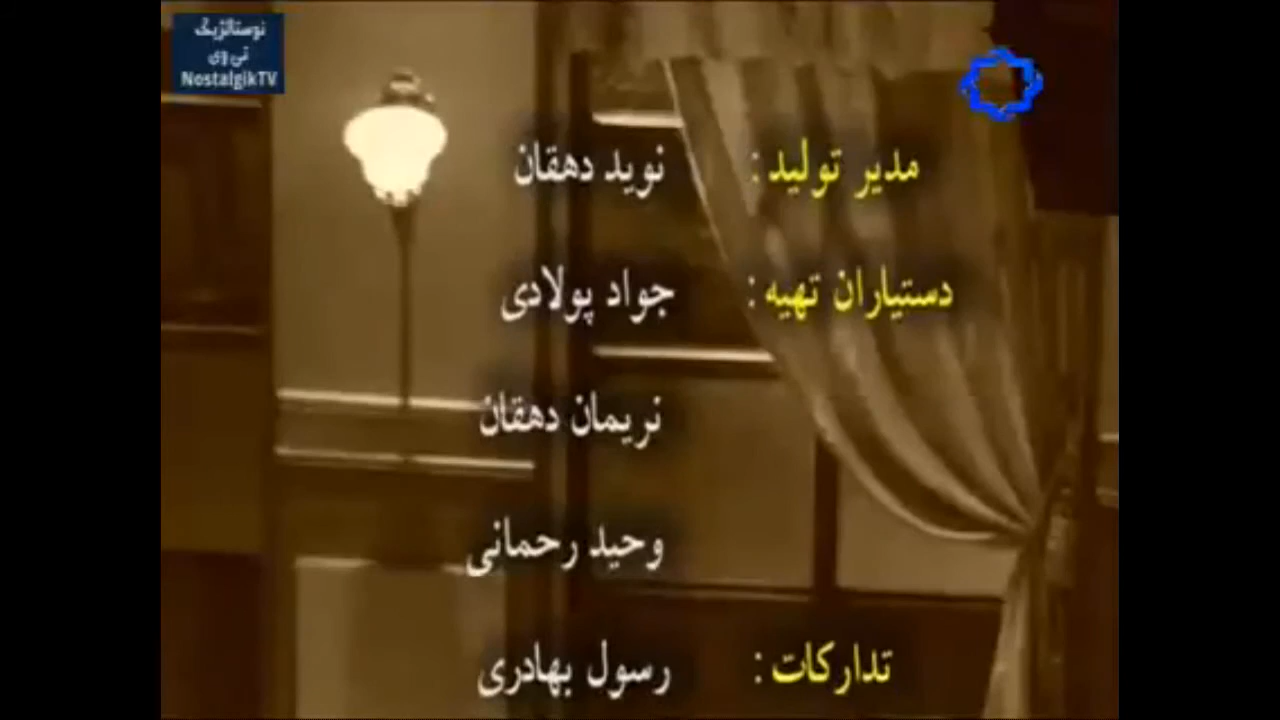 نوستالژیک
تی وی
NostalgikTV
مدیر تولید : نوید دهقان
دستیاران تهیه : جواد پولادی
نریمان دهقان
وحید رحمانی
تدارکات : رسول بهادری